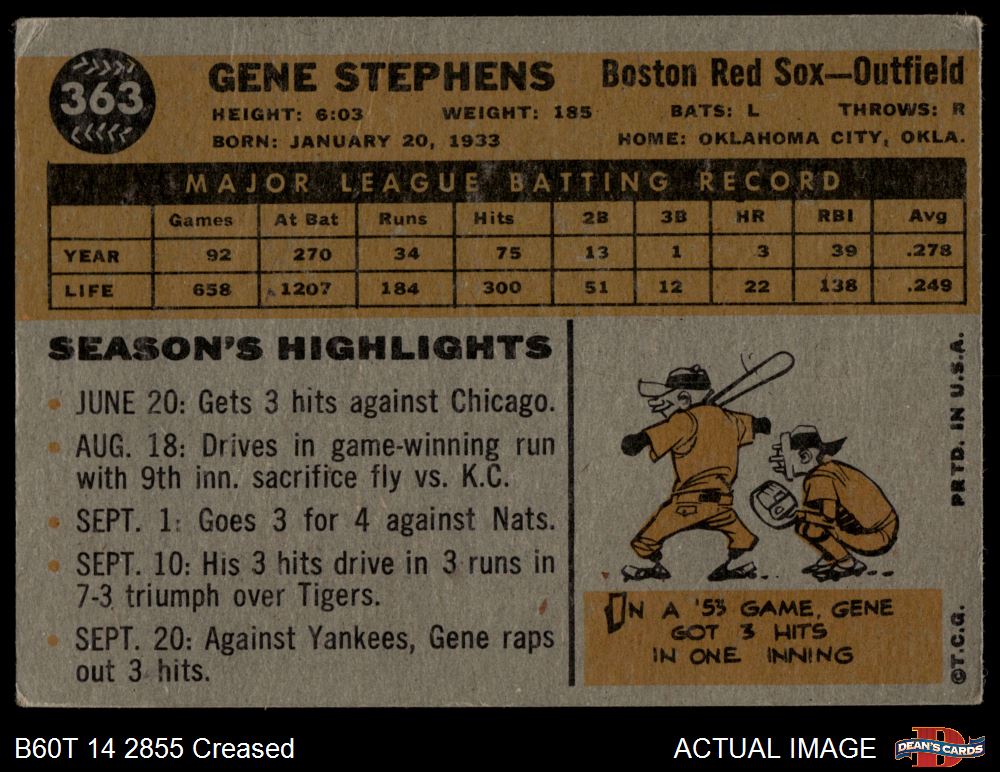 363
GENE STEPHENS
Boston Red Sox—Outfield
HEIGHT: 6:03 WEIGHT: 185 BATS: L THROWS: R
BORN: JANUARY 20, 1933 HOME: OKLAHOMA CITY, OKLA.
MAJOR LEAGUE BATTING RECORD
Games At Bat Runs Hits 2B 3B HR RBI Avg
YEAR 92 270 34 75 13 1 3 39 .278
LIFE 658 1207 184 300 51 12 22 138 .249
SEASON'S HIGHLIGHTS
• JUNE 20: Gets 3 hits against Chicago.
• AUG. 18: Drives in game-winning run
with 9th inn. sacrifice fly vs. K.C.
• SEPT. 1: Goes 3 for 4 against Nats.
• SEPT. 10: His 3 hits drive in 3 runs in
7-3 triumph over Tigers.
• SEPT. 20: Against Yankees, Gene raps
out 3 hits.
IN A '53 GAME, GENE
GOT 3 HITS
IN ONE INNING
©T.C.G. PRTD. IN U.S.A.
B60T 14 2855 Creased
ACTUAL IMAGE
DEAN'S CARDS